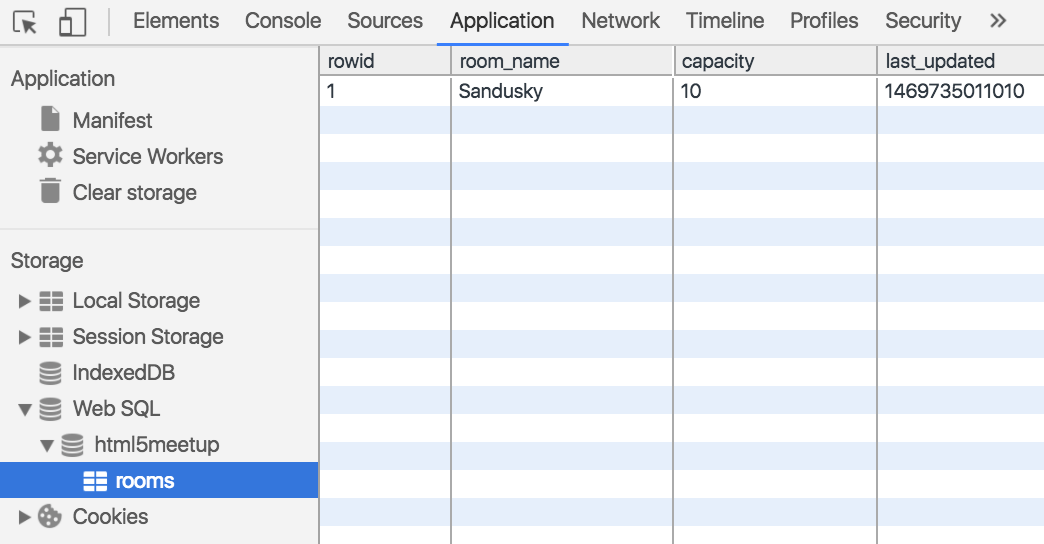 Elements Console Sources Application Network Timeline Profiles Security »
Application
Manifest
Service Workers
Clear storage
Storage
Local Storage
Session Storage
IndexedDB
Web SQL
html5meetup
rooms
Cookies
rowid room_name capacity last_updated
1 Sandusky 10 1469735011010